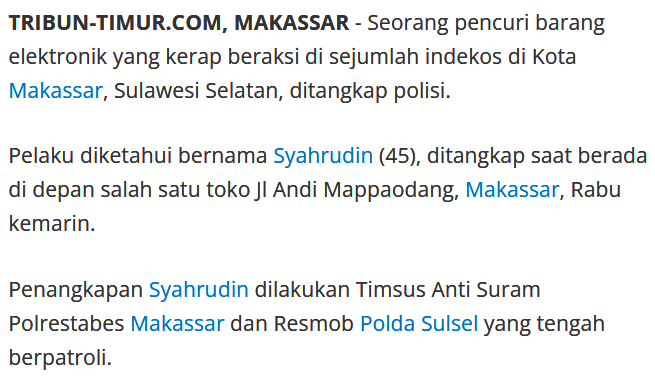 TRIBUN-TIMUR.COM, MAKASSAR - Seorang pencuri barang
elektronik yang kerap beraksi di sejumlah indekos di Kota
Makassar, Sulawesi Selatan, ditangkap polisi.
Pelaku diketahui bernama Syahrudin (45), ditangkap saat berada
di depan salah satu toko Jl Andi Mappaodang, Makassar, Rabu
kemarin.
Penangkapan Syahrudin dilakukan Timsus Anti Suram
Polrestabes Makassar dan Resmob Polda Sulsel yang tengah
berpatroli.